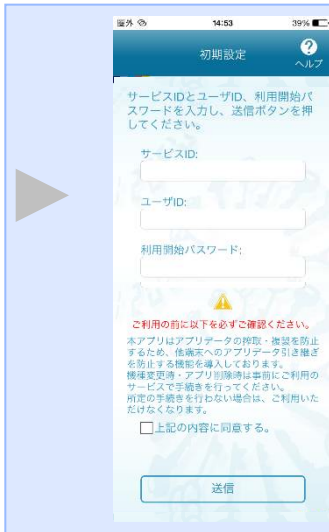 圏外 14:53 39%
初期設定
?
ヘルプ
サービスIDとユーザID、利用開始パ
スワードを入力し、送信ボタンを押
してください。
サービスID:
ユーザID:
利用開始パスワード:
ご利用の前に以下を必ずご確認ください。
本アプリはアプリデータの搾取・複製を防止
するため、他端末へのアプリデータ引き継ぎ
を防止する機能を導入しております。
機種変更時・アプリ削除時は事前にご利用の
サービスで手続きを行ってください。
所定の手続きを行わない場合は、ご利用いた
だけなくなります。
上記の内容に同意する。
送信